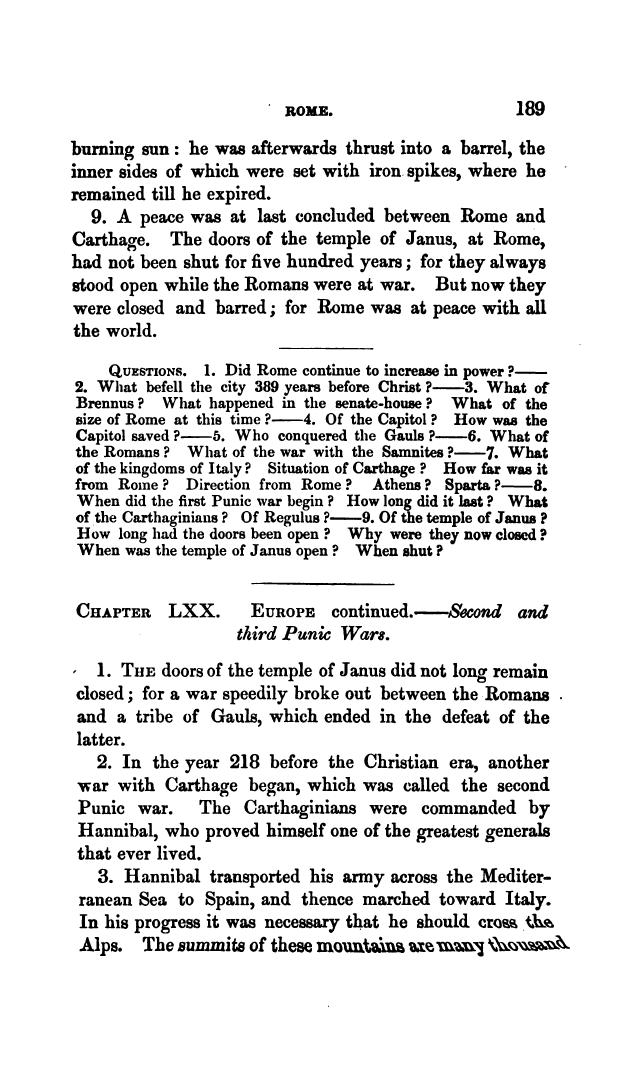 ROME. 189
burning sun: he was afterwards thrust into a barrel, the
inner sides of which were set with iron spikes, where he
remained till he expired.
9. A peace was at last concluded between Rome and
Carthage. The doors of the temple of Janus, at Rome,
had not been shut for five hundred years; for they always
stood open while the Romans were at war. But now they
were closed and barred; for Rome was at peace with all
the world.
QUESTIONS. 1. Did Rome continue to increase in power?——
2. What befell the city 389 years before Christ?——3. What of
Brennus? What happened in the senate-house? What of the
size of Rome at this time?——4. Of the Capitol? How was the
Capitol saved?——5. Who conquered the Gauls?——6. What of
the Romans? What of the war with the Samnites?——7. What
of the kingdoms of Italy? Situation of Carthage? How far was it
from Rome? Direction from Rome? Athens? Sparta?——8.
When did the first Punic war begin? How long did it last? What
of the Carthaginians? Of Regulus?——9. Of the temple of Janus?
How long had the doors been open? Why were they now closed?
When was the temple of Janus open? When shut?
CHAPTER LXX. EUROPE continued.——Second and
third Punic Wars.
1. THE doors of the temple of Janus did not long remain
closed; for a war speedily broke out between the Romans
and a tribe of Gauls, which ended in the defeat of the
latter.
2. In the year 218 before the Christian era, another
war with Carthage began, which was called the second
Punic war. The Carthaginians were commanded by
Hannibal, who proved himself one of the greatest generals
that ever lived.
3. Hannibal transported his army across the Mediter-
ranean Sea to Spain, and thence marched toward Italy.
In his progress it was necessary that he should cross the
Alps. The summits of these mountains are many thousand